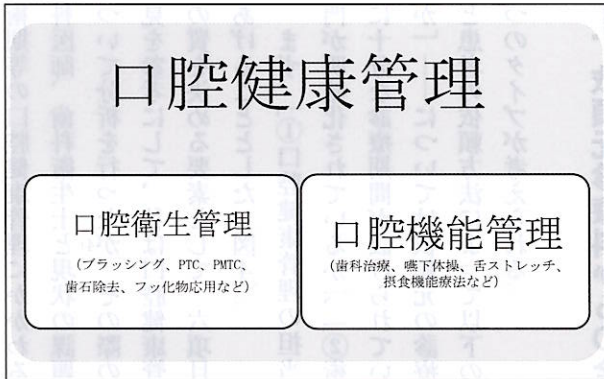 口腔健康管理
口腔衛生管理
(ブラッシング、PTC、PMTC、
歯石除去、フッ化物応用など)
口腔機能管理
(歯科治療、嚥下体操、舌ストレッチ、
摂食機能療法など)